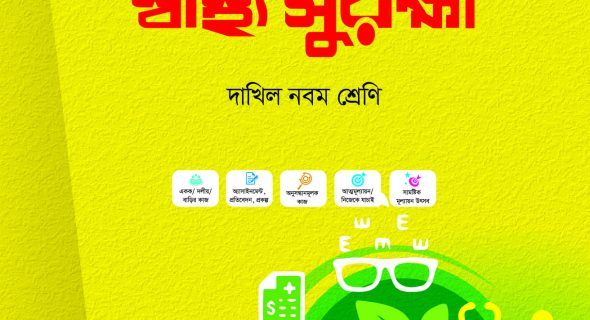 স্বাস্থ্য সুরক্ষা
দাখিল নবম শ্রেণি
একক/ দলীয়/
বাড়ির কাজ
অ্যাসাইনমেন্ট,
প্রতিবেদন, প্রকল্প
অনুসন্ধানমূলক
কাজ
আত্মমূল্যায়ন/
নিজেকে যাচাই
সামষ্টিক
মূল্যায়ন উৎসব
w E
E m E w
$